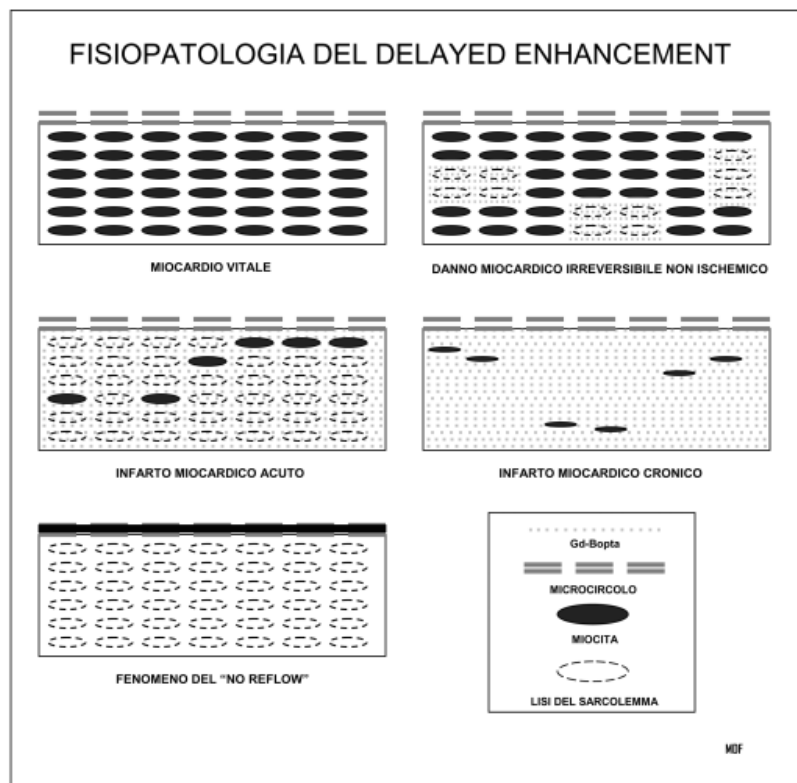 FISIOPATOLOGIA DEL DELAYED ENHANCEMENT
MIOCARDIO VITALE
DANNO MIOCARDICO IRREVERSIBILE NON ISCHEMICO
INFARTO MIOCARDICO ACUTO
INFARTO MIOCARDICO CRONICO
FENOMENO DEL “NO REFLOW”
Gd-Bopta
MICROCIRCOLO
MIOCITA
LISI DEL SARCOLEMMA
MDF